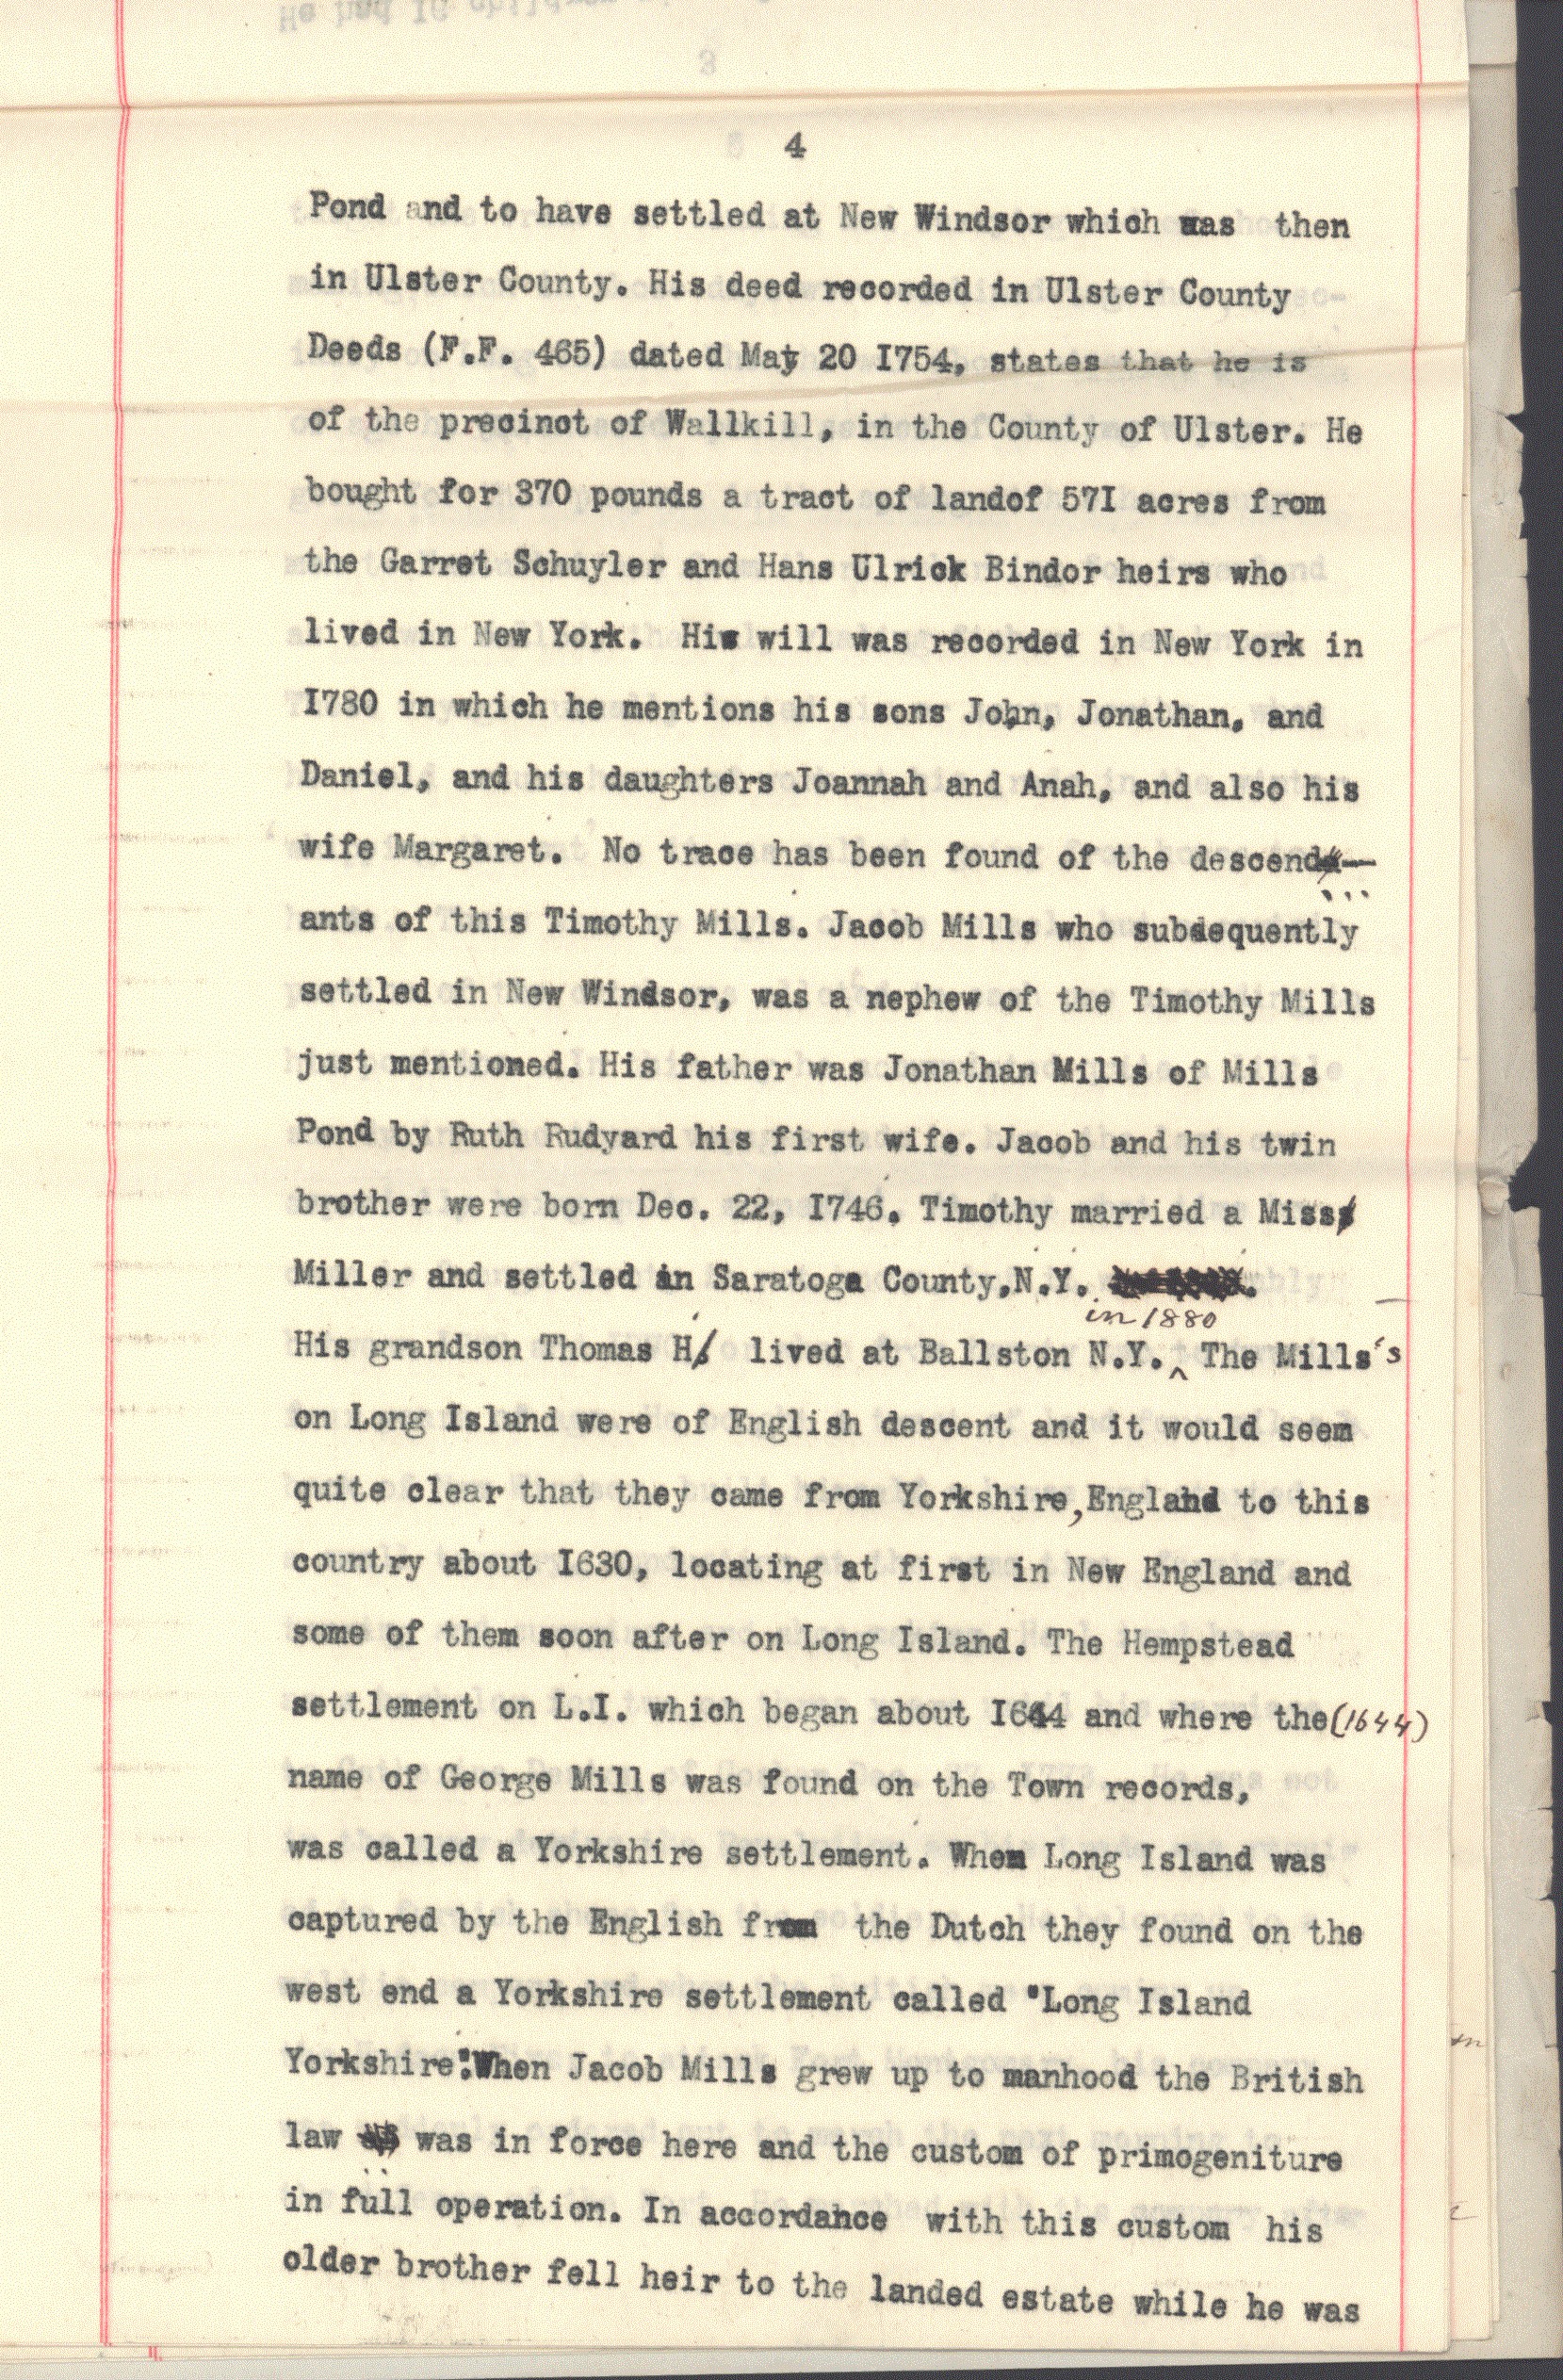 4
Pond and to have settled at New Windsor which was then
in Ulster County. His deed recorded in Ulster County
Deeds (F.F. 465) dated May 20 I754, states that he is
of the precinct of Wallkill, in the County of Ulster. He
bought for 370 pounds a tract of landof 57I acres from
the Garret Schuyler and Hans Ulrick Bindor heirs who
lived in New York. His will was recorded in New York in
I780 in which he mentions his sons John, Jonathan, and
Daniel, and his daughters Joannah and Anah, and also his
wife Margaret. No trace has been found of the descend-
ants of this Timothy Mills. Jacob Mills who subsequently
settled in New Windsor, was a nephew of the Timothy Mills
just mentioned. His father was Jonathan Mills of Mills
Pond by Ruth Rudyard his first wife. Jacob and his twin
brother were born Dec. 22, I746. Timothy married a Miss
Miller and settled in Saratoga County,N.Y.
in 1880
His grandson Thomas H. lived at Ballston N.Y.^ The Mills's
on Long Island were of English descent and it would seem
quite clear that they came from Yorkshire,England to this
country about I630, locating at first in New England and
some of them soon after on Long Island. The Hempstead
settlement on L.I. which began about I644 and where the (1644)
name of George Mills was found on the Town records,
was called a Yorkshire settlement. When Long Island was
captured by the English from the Dutch they found on the
west end a Yorkshire settlement called "Long Island
Yorkshire".When Jacob Mills grew up to manhood the British
law was in force here and the custom of primogeniture
in full operation. In accordance with this custom his
older brother fell heir to the landed estate while he was